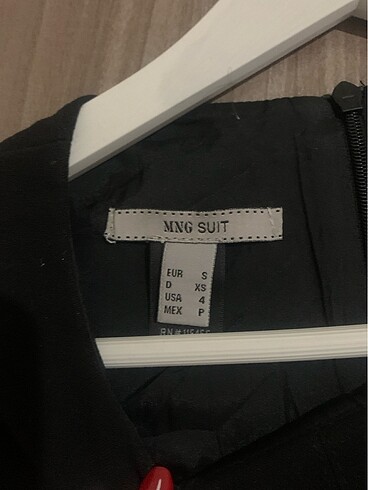 MNG SUIT
EUR S
D XS
USA 4
MEX P